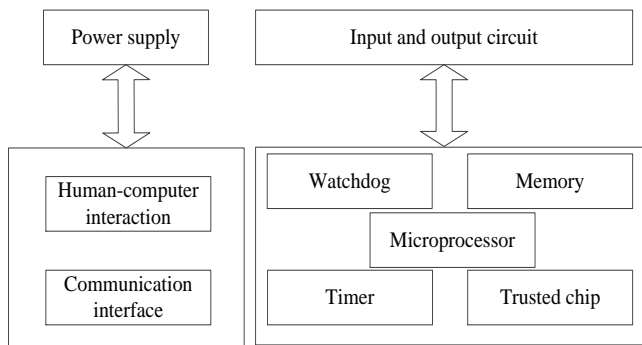 Power supply
Input and output circuit
Human-computer
interaction
Communication
interface
Watchdog
Memory
Microprocessor
Timer
Trusted chip